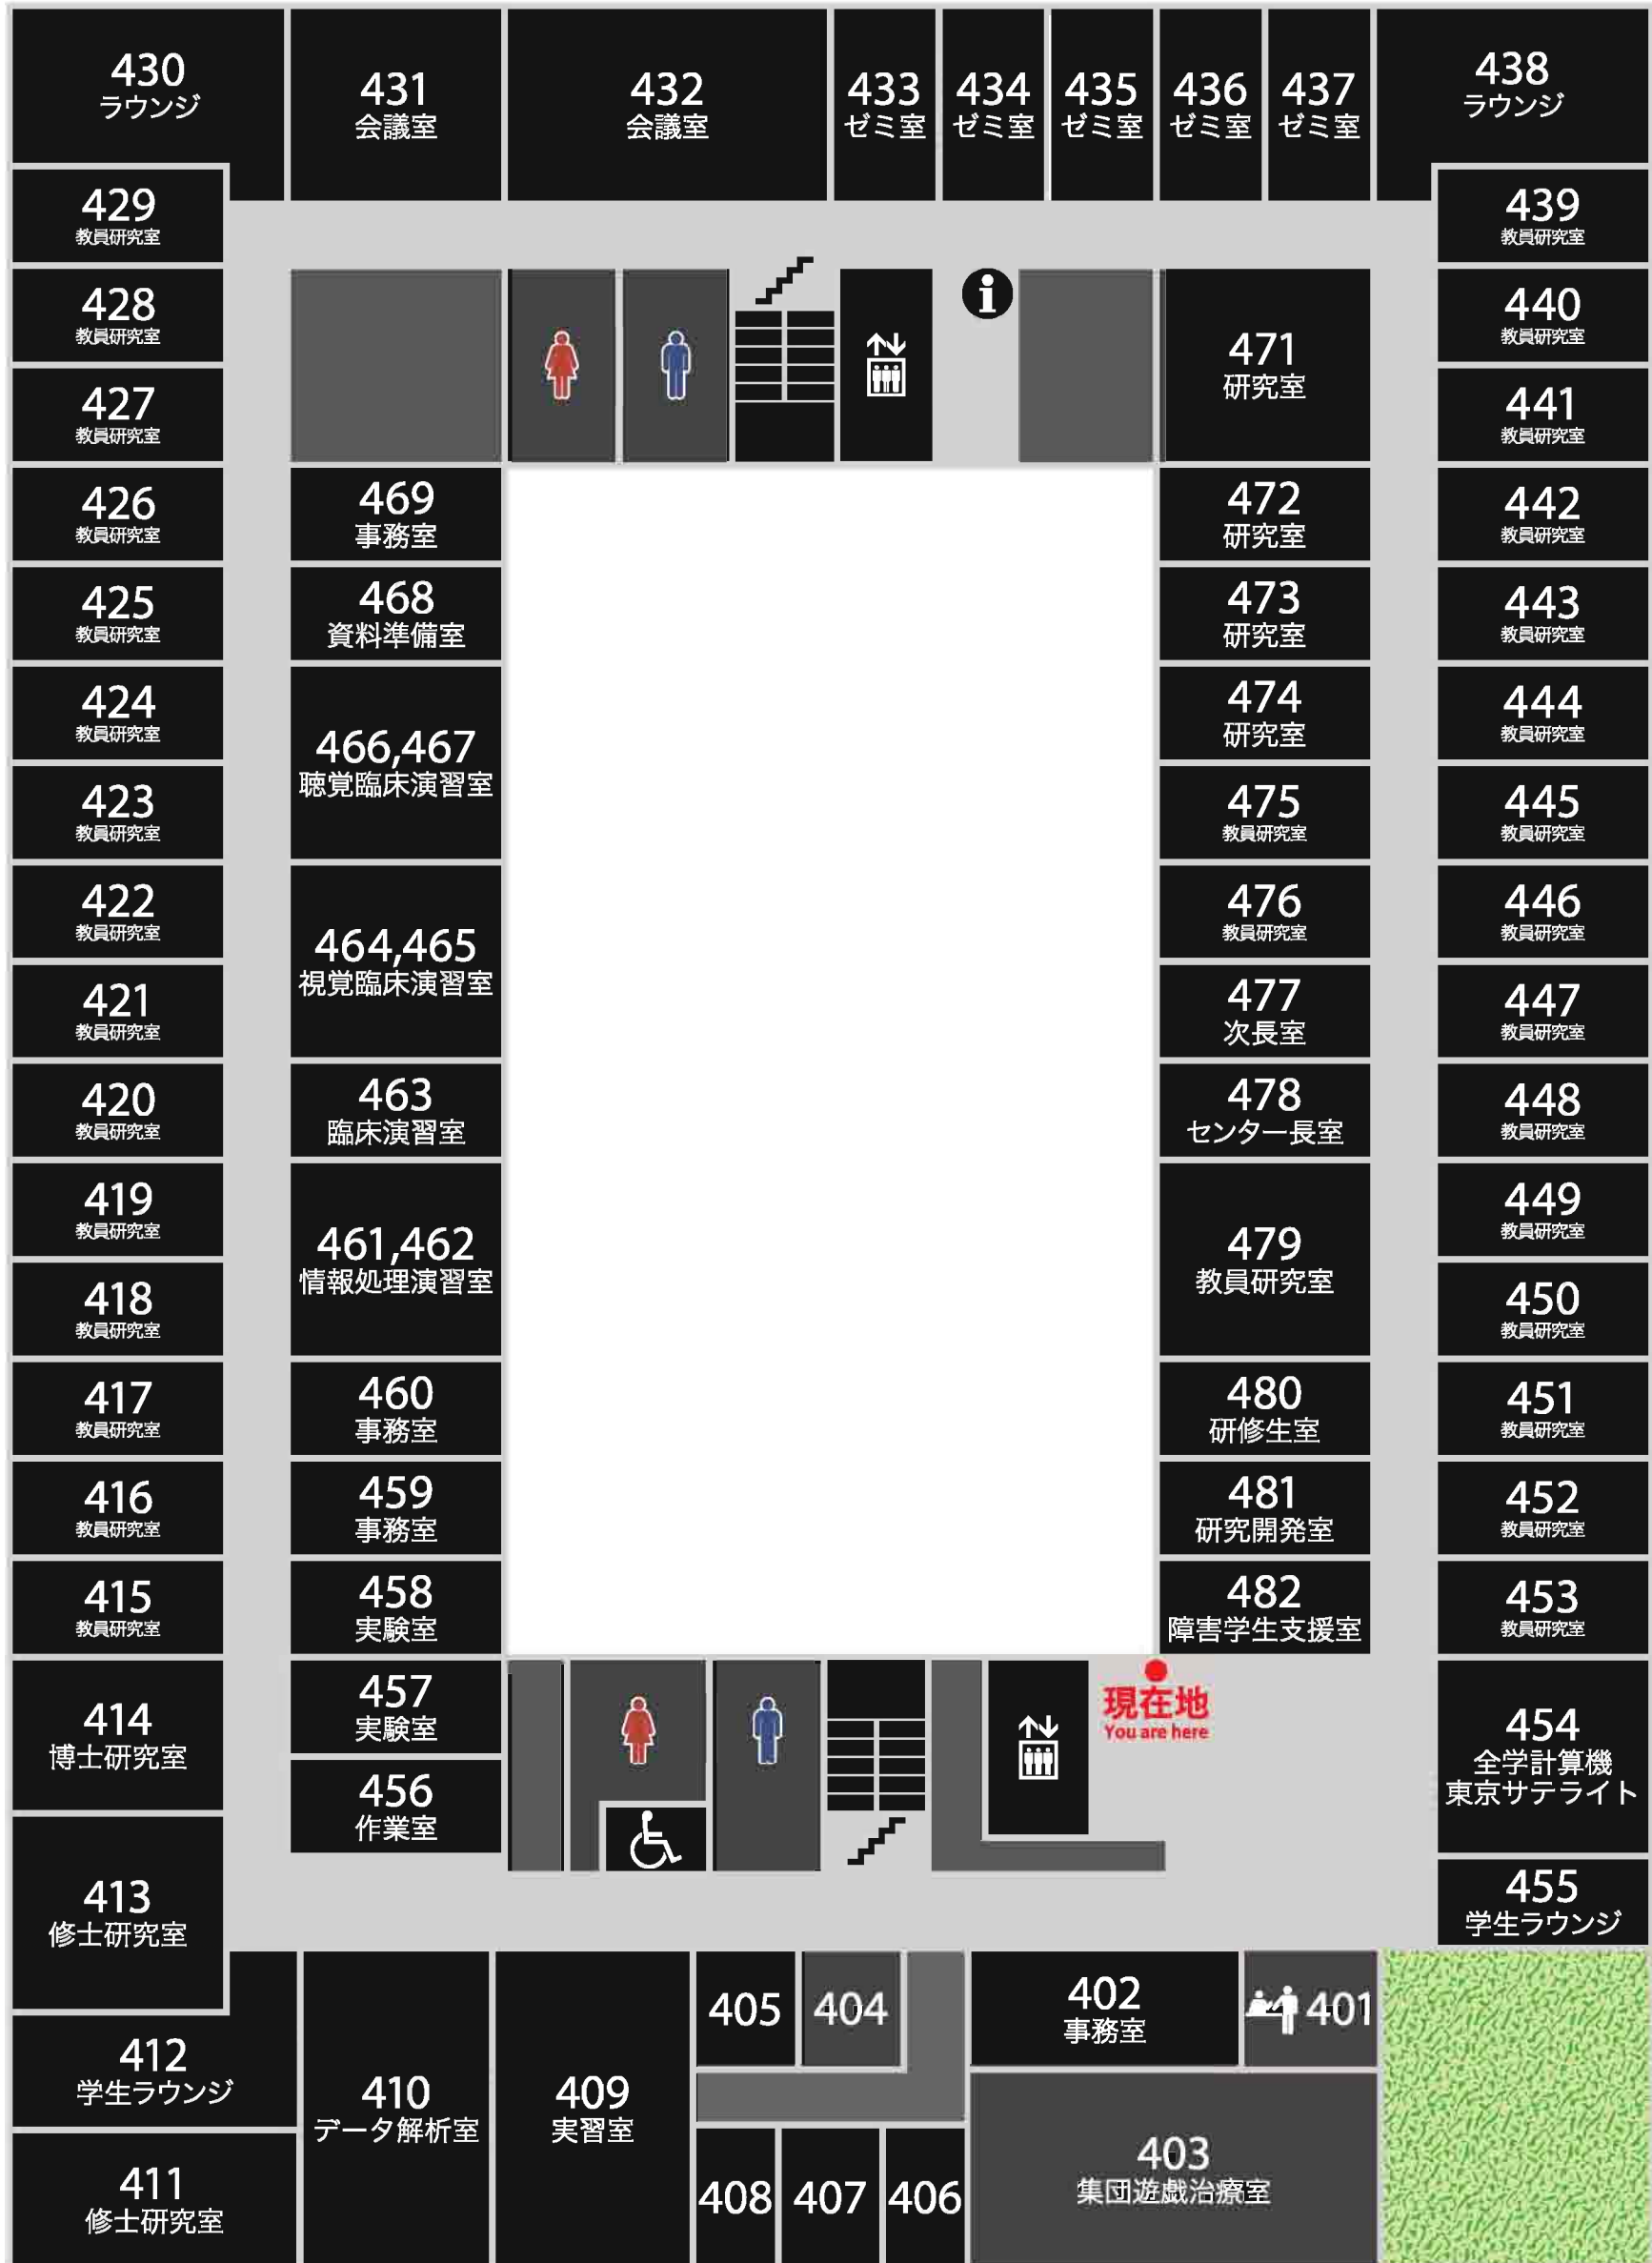 430
ラウンジ
431
会議室
432
会議室
433
ゼミ室
434
ゼミ室
435
ゼミ室
436
ゼミ室
437
ゼミ室
438
ラウンジ
429
教員研究室
428
教員研究室
427
教員研究室
426
教員研究室
425
教員研究室
424
教員研究室
423
教員研究室
422
教員研究室
421
教員研究室
420
教員研究室
419
教員研究室
418
教員研究室
417
教員研究室
416
教員研究室
415
教員研究室
414
博士研究室
413
修士研究室
412
学生ラウンジ
411
修士研究室
469
事務室
468
資料準備室
466,467
聴覚臨床演習室
464,465
視覚臨床演習室
463
臨床演習室
461,462
情報処理演習室
460
事務室
459
事務室
458
実験室
457
実験室
456
作業室
i
471
研究室
472
研究室
473
研究室
474
研究室
475
教員研究室
476
教員研究室
477
次長室
478
センター長室
479
教員研究室
480
研修生室
481
研究開発室
482
障害学生支援室
現在地
You are here
439
教員研究室
440
教員研究室
441
教員研究室
442
教員研究室
443
教員研究室
444
教員研究室
445
教員研究室
446
教員研究室
447
教員研究室
448
教員研究室
449
教員研究室
450
教員研究室
451
教員研究室
452
教員研究室
453
教員研究室
454
全学計算機
東京サテライト
455
学生ラウンジ
410
データ解析室
409
実習室
405
404
402
事務室
401
408
407
406
403
集団遊戯治療室